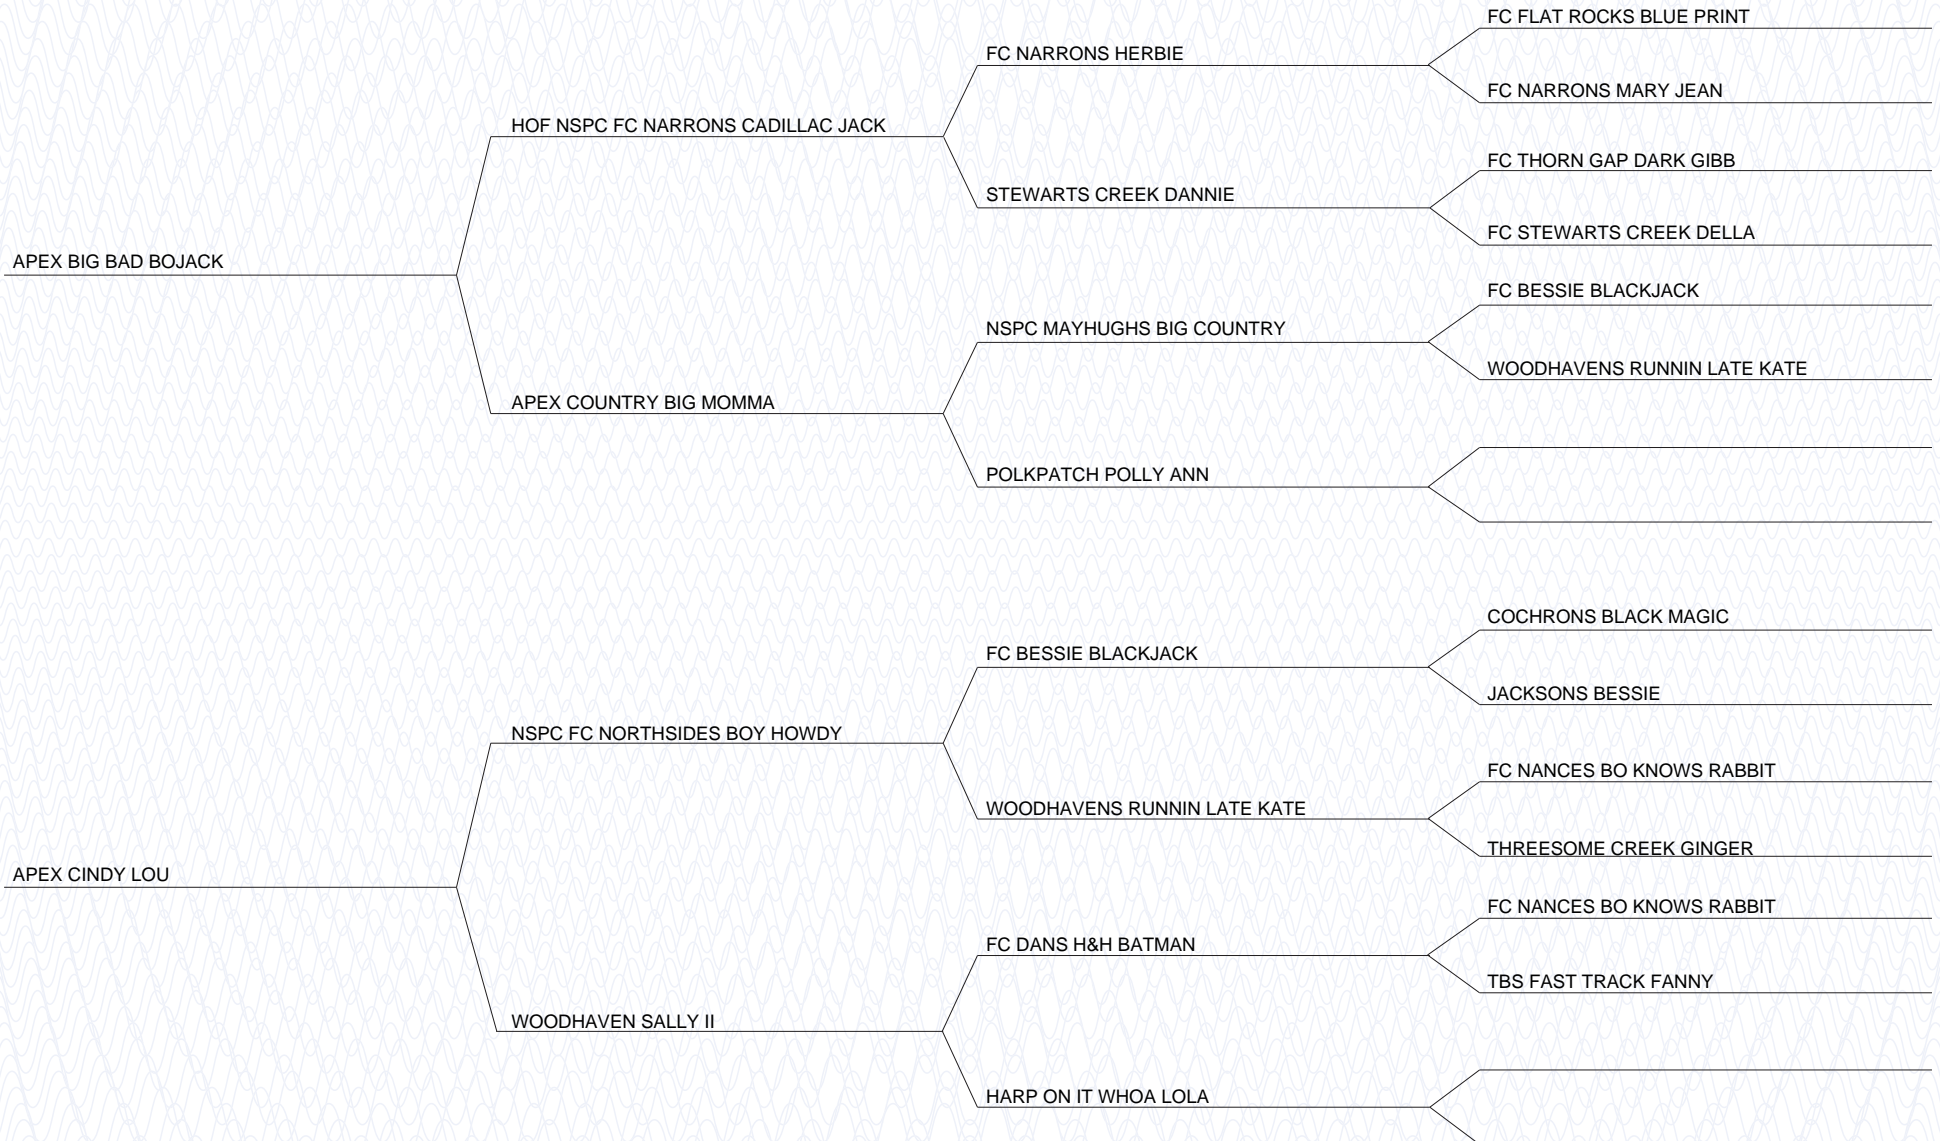 FC FLAT ROCKS BLUE PRINT
FC NARRONS HERBIE
FC NARRONS MARY JEAN
HOF NSPC FC NARRONS CADILLAC JACK
FC THORN GAP DARK GIBB
STEWARTS CREEK DANNIE
FC STEWARTS CREEK DELLA
APEX BIG BAD BOJACK
FC BESSIE BLACKJACK
NSPC MAYHUGHS BIG COUNTRY
WOODHAVENS RUNNIN LATE KATE
APEX COUNTRY BIG MOMMA
POLKPATCH POLLY ANN
COCHRONS BLACK MAGIC
FC BESSIE BLACKJACK
JACKSONS BESSIE
NSPC FC NORTHSIDES BOY HOWDY
FC NANCES BO KNOWS RABBIT
WOODHAVENS RUNNIN LATE KATE
THREESOME CREEK GINGER
APEX CINDY LOU
FC NANCES BO KNOWS RABBIT
FC DANS H&H BATMAN
TBS FAST TRACK FANNY
WOODHAVEN SALLY II
HARP ON IT WHOA LOLA